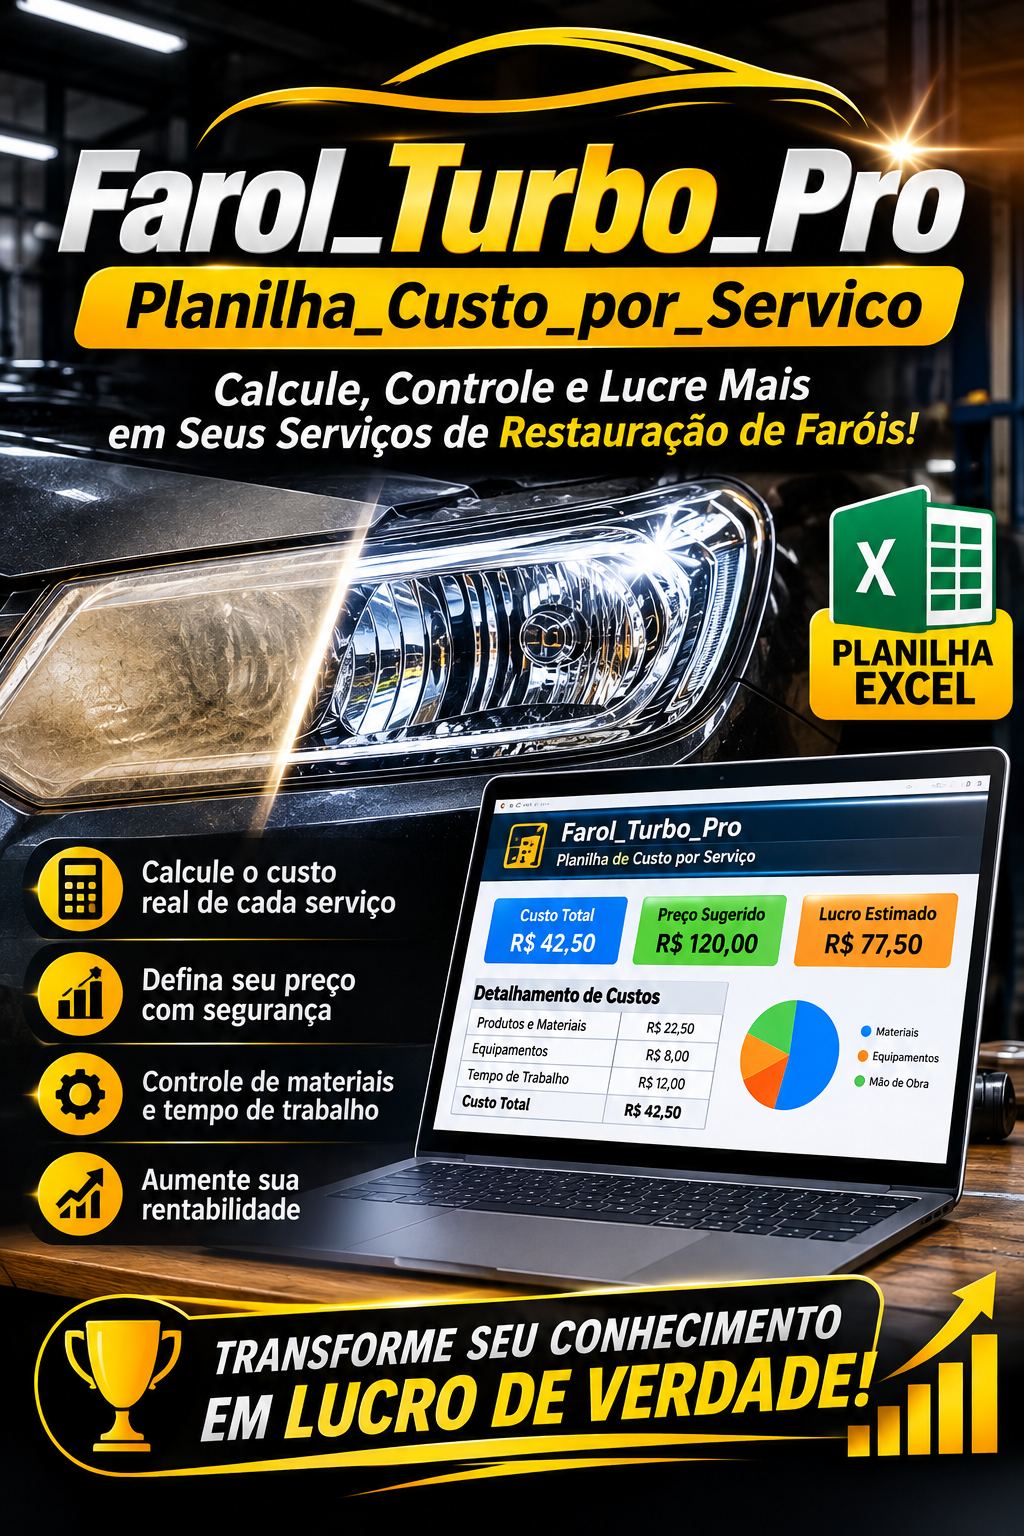 Farol_Turbo_Pro
Planilha_Custo_por_Servico
Calcule, Controle e Lucre Mais
em Seus Serviços de Restauração de Faróis!
X
PLANILHA
EXCEL
Calcule o custo
real de cada serviço
Defina seu preço
com segurança
Controle de materiais
e tempo de trabalho
Aumente sua
rentabilidade
Farol_Turbo_Pro
Planilha de Custo por Serviço
Custo Total
R$ 42,50
Preço Sugerido
R$ 120,00
Lucro Estimado
R$ 77,50
Detalhamento de Custos
Produtos e Materiais R$ 22,50
Equipamentos R$ 8,00
Tempo de Trabalho R$ 12,00
Custo Total R$ 42,50
Materiais
Equipamentos
Mão de Obra
TRANSFORME SEU CONHECIMENTO
EM LUCRO DE VERDADE!